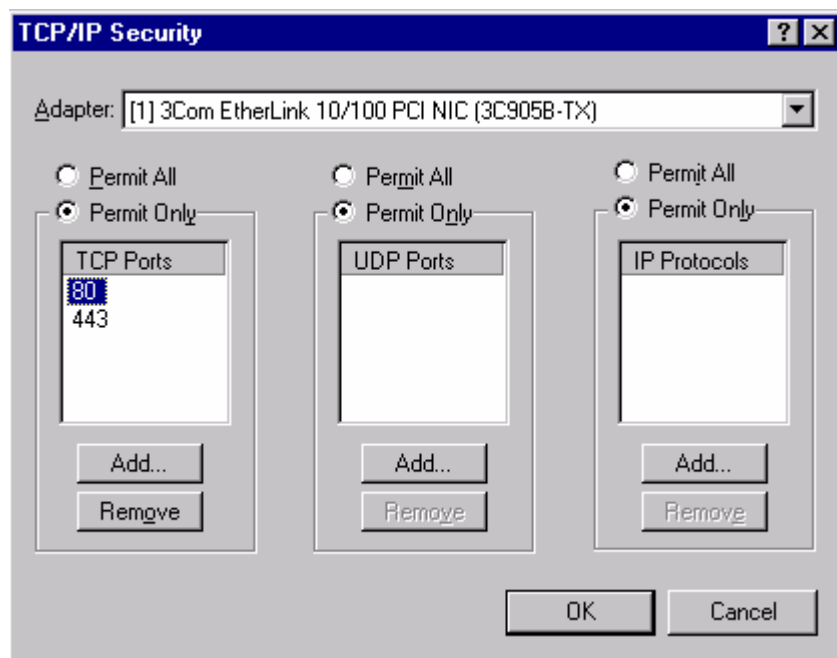 TCP/IP Security
Adapter: [1] 3Com EtherLink 10/100 PCI NIC (3C905B-TX)
Permit All
Permit Only
TCP Ports
80
443
Add...
Remove
Permit All
Permit Only
UDP Ports
Add...
Remove
Permit All
Permit Only
IP Protocols
Add...
Remove
OK
Cancel